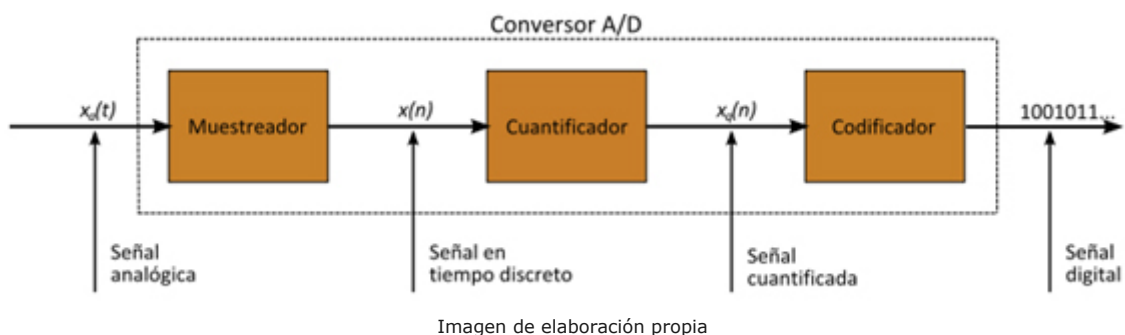 Conversor A/D
xₐ(t)
Muestreador
x(n)
Cuantificador
x_q(n)
Codificador
1001011...
Señal
analógica
Señal en
tiempo discreto
Señal
cuantificada
Señal
digital
Imagen de elaboración propia